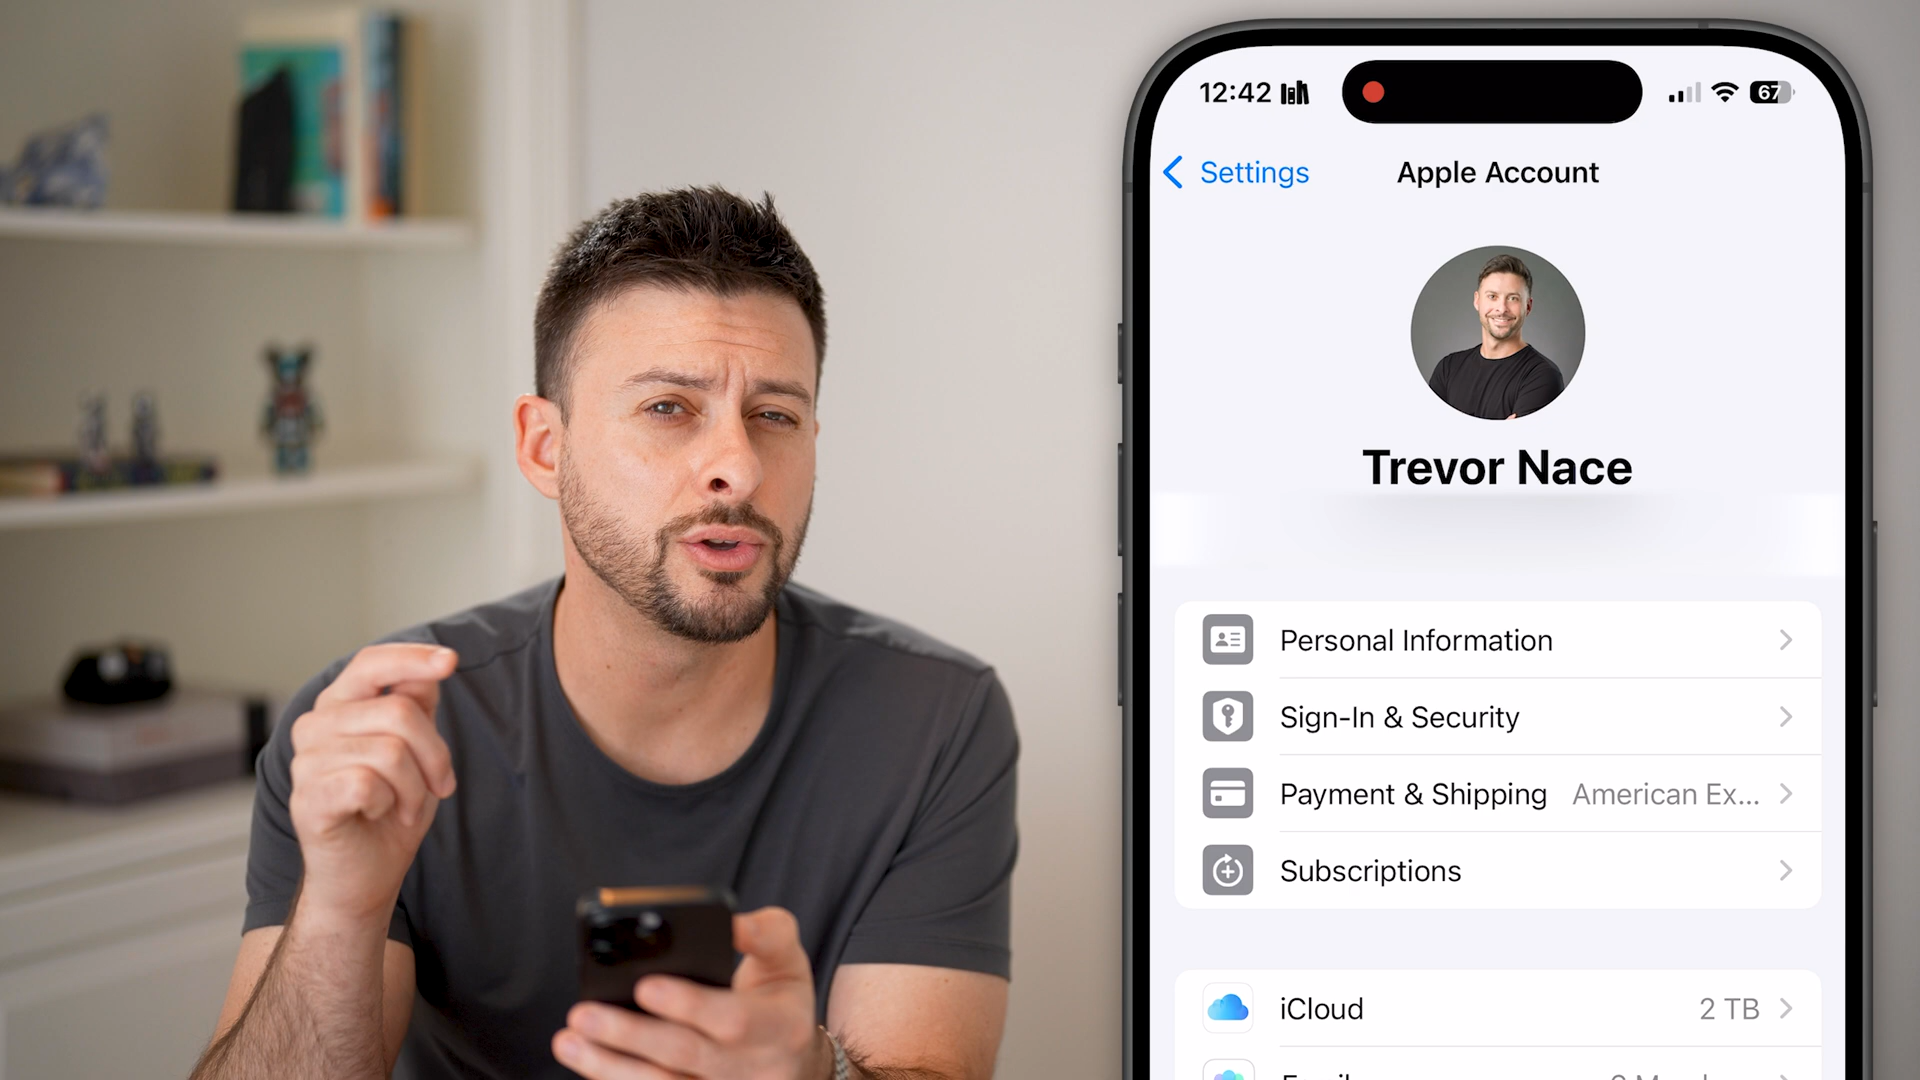 12:42
67
Settings
Apple Account
Trevor Nace
Personal Information
Sign-In & Security
Payment & Shipping American Ex...
Subscriptions
iCloud 2 TB